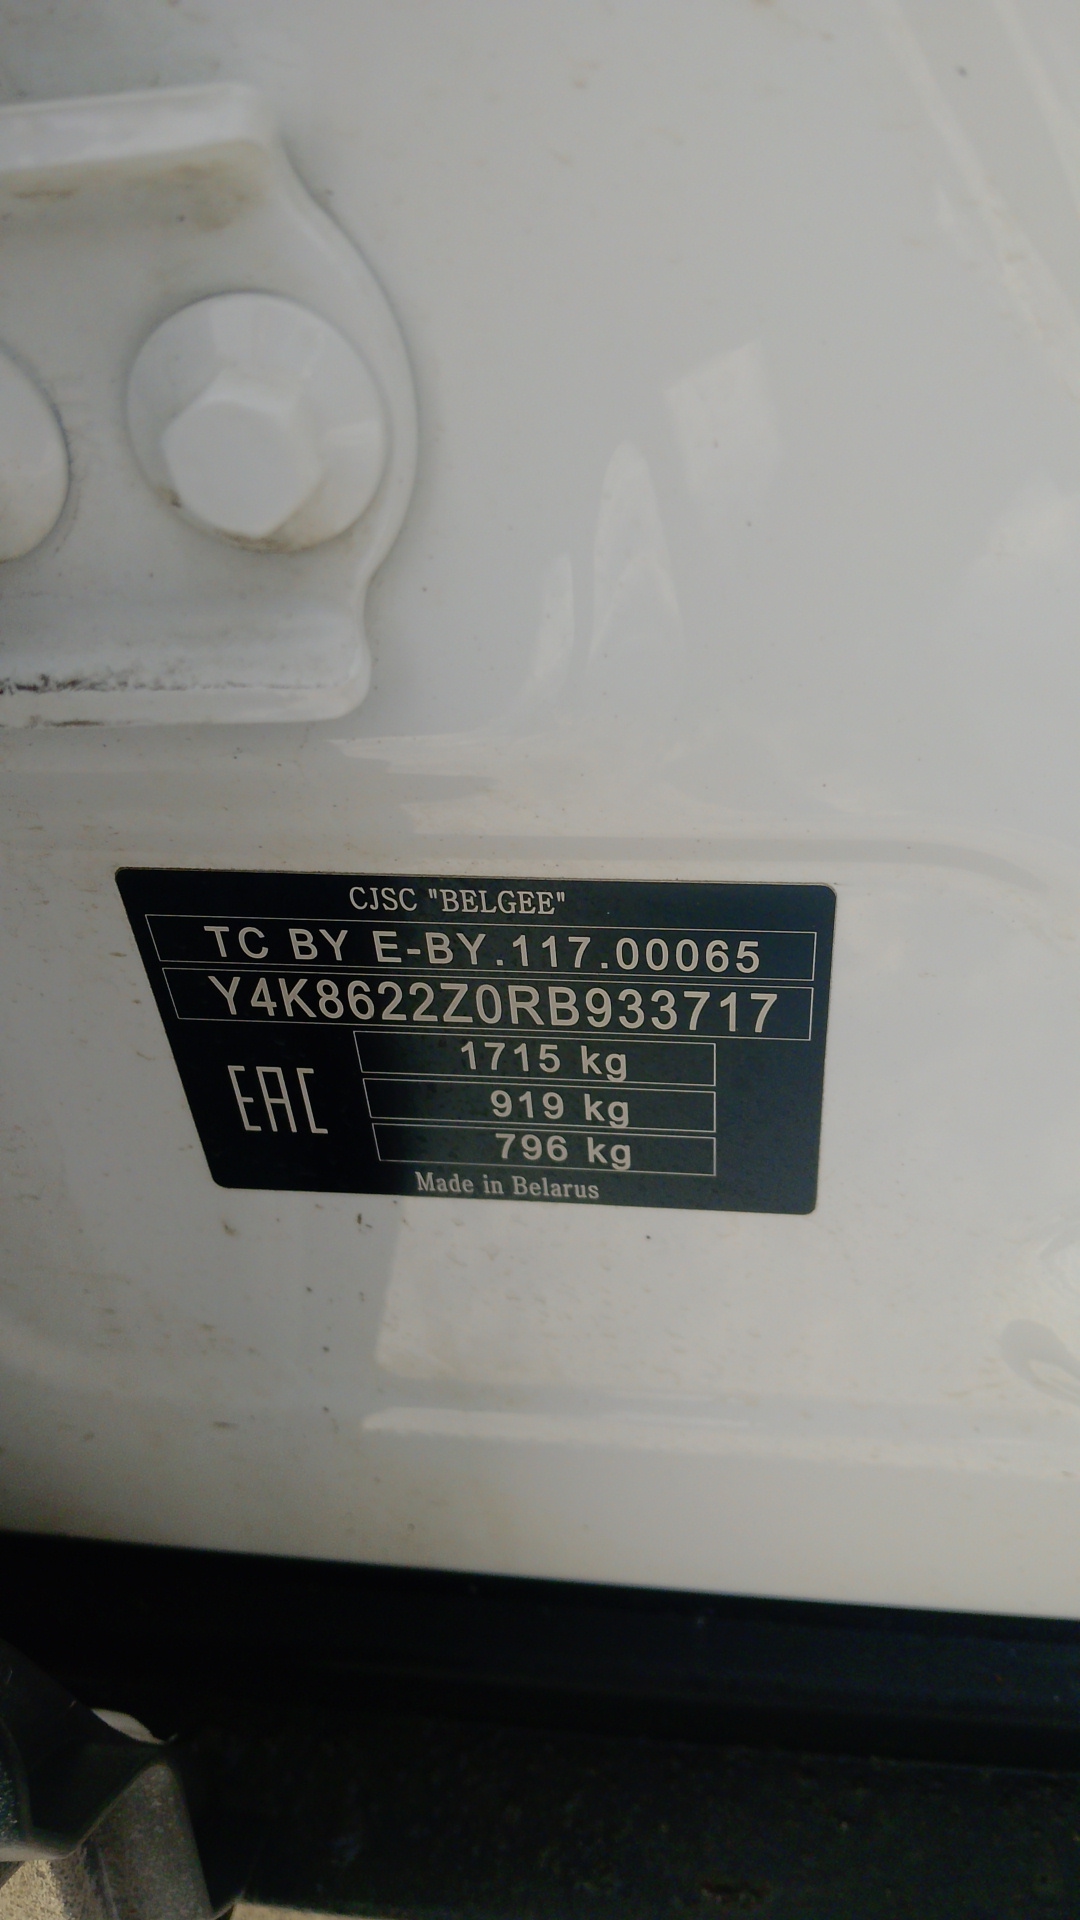 CJSC "BELGEE"
TC BY E-BY.117.00065
Y4K8622Z0RB933717
1715 kg
EAC
919 kg
796 kg
Made in Belarus